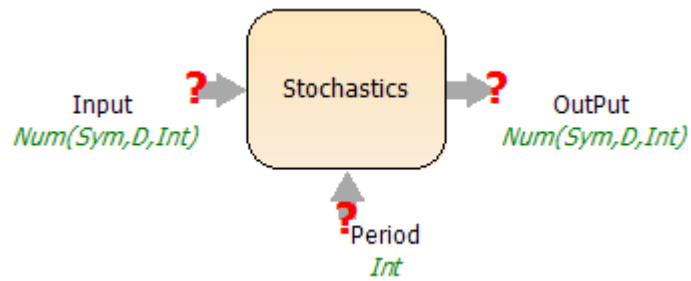 ?
Stochastics
?
Input
Num(Sym,D,Int)
OutPut
Num(Sym,D,Int)
?
Period
Int